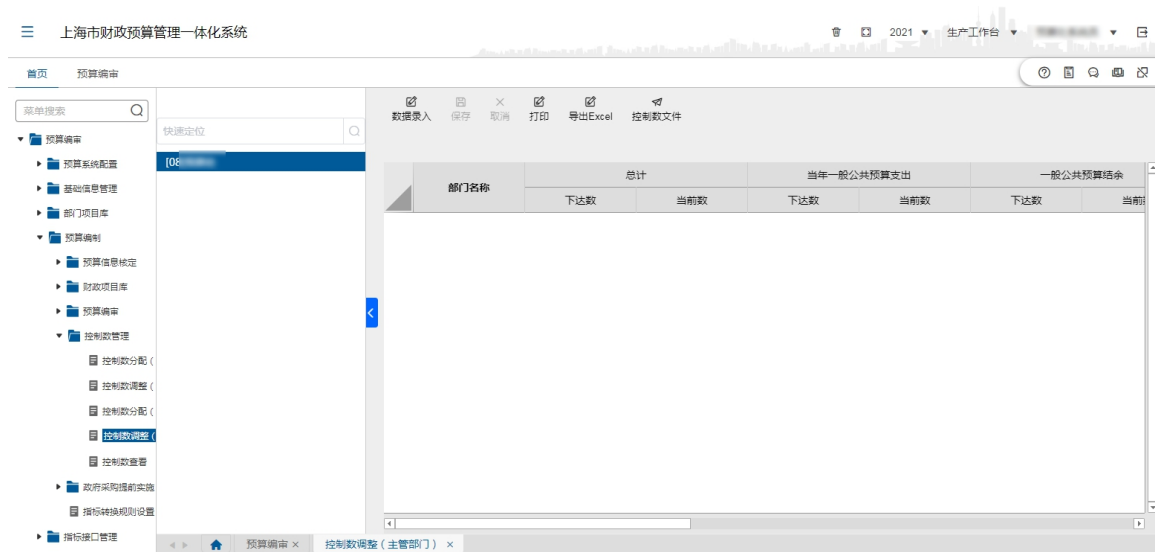 上海市财政预算管理一体化系统
2021 生产工作台
首页 预算编审
菜单搜索
预算编审
预算系统配置
基础信息管理
部门项目库
预算编制
预算信息核定
财政项目库
预算编审
控制数管理
控制数分配（
控制数调整（
控制数分配（
控制数调整（
控制数查看
政府采购提前实施
指标转换规则设置
指标接口管理
快速定位
[08
数据录入 保存 取消 打印 导出Excel 控制数文件
部门名称 总计 当年一般公共预算支出 一般公共预算结余
下达数 当前数 下达数 当前数 下达数 当前
预算编审 × 控制数调整（主管部门） ×